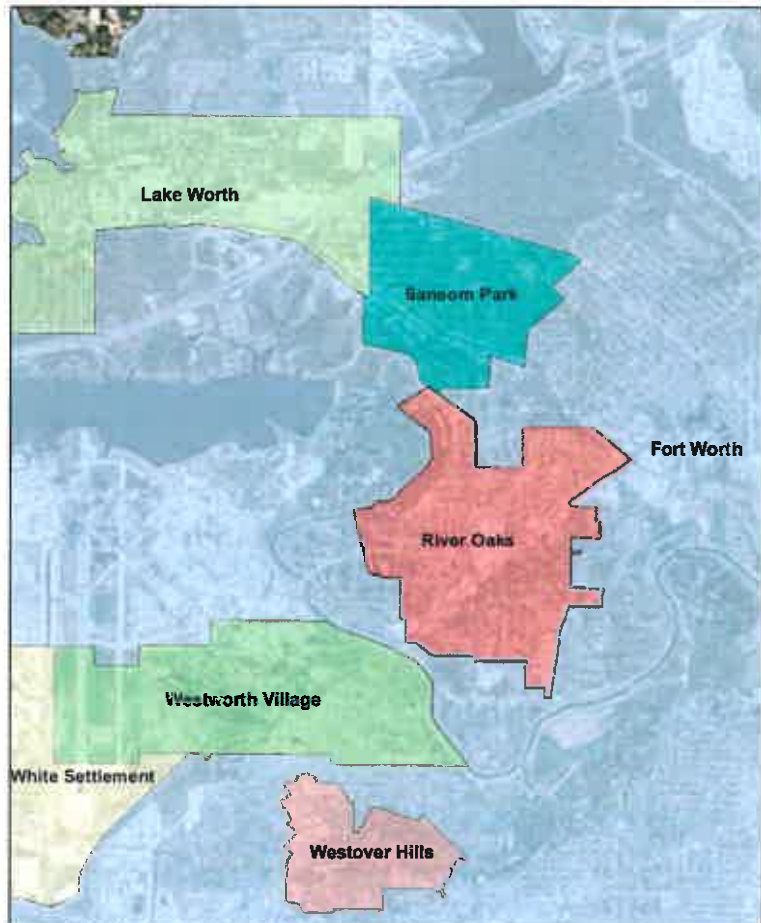 Lake Worth
Sansom Park
Fort Worth
River Oaks
Westworth Village
White Settlement
Westover Hills